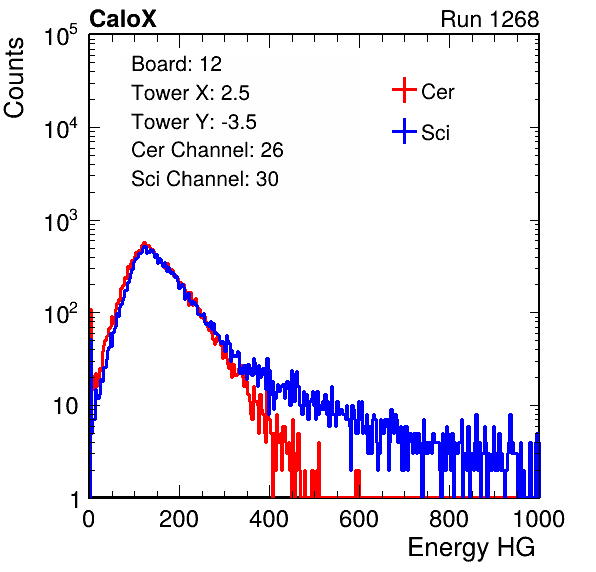 CaloX Run 1268
Counts
10^5
10^4
10^3
10^2
10
1
Board: 12
Tower X: 2.5
Tower Y: -3.5
Cer Channel: 26
Sci Channel: 30
Cer
Sci
0 200 400 600 800 1000
Energy HG